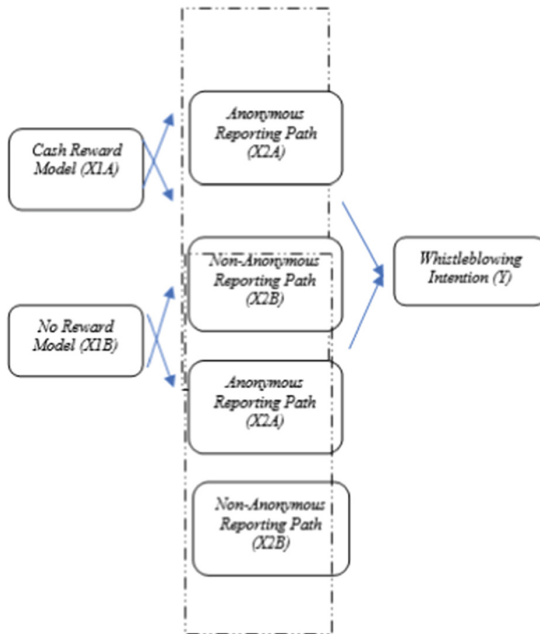 Anonymous
Reporting Path
(X2A)
Cash Reward
Model (X1A)
Non-Anonymous
Reporting Path
(X2B)
Whistleblowing
Intention (Y)
No Reward
Model (X1B)
Anonymous
Reporting Path
(X2A)
Non-Anonymous
Reporting Path
(X2B)